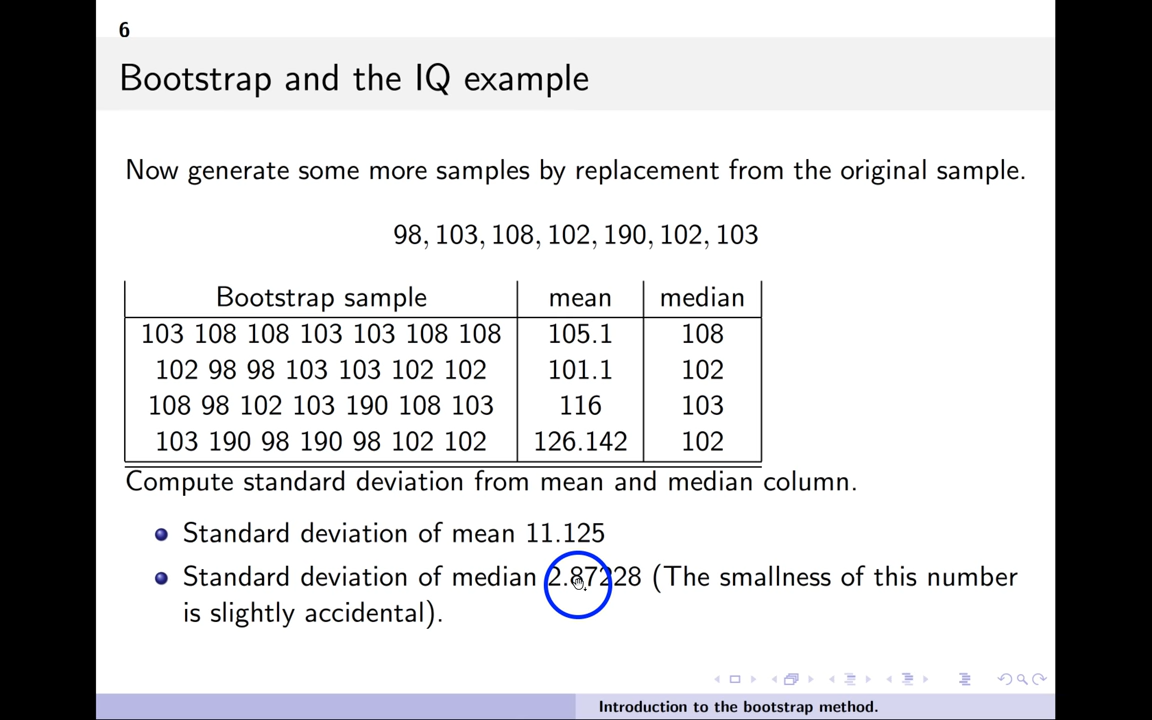 6
Bootstrap and the IQ example
Now generate some more samples by replacement from the original sample.
98, 103, 108, 102, 190, 102, 103
Bootstrap sample mean median
103 108 108 103 103 108 108 105.1 108
102 98 98 103 103 102 102 101.1 102
108 98 102 103 190 108 103 116 103
103 190 98 190 98 102 102 126.142 102
Compute standard deviation from mean and median column.
Standard deviation of mean 11.125
Standard deviation of median 2.87228 (The smallness of this number
is slightly accidental).
Introduction to the bootstrap method.